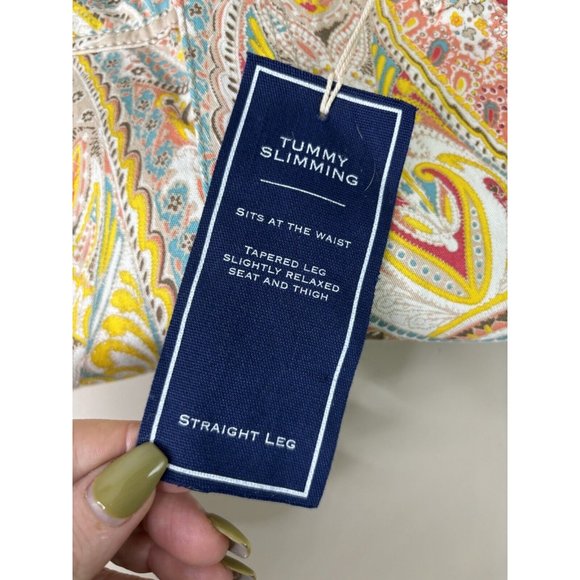 TUMMY
SLIMMING
SITS AT THE WAIST
TAPERED LEG
SLIGHTLY RELAXED
SEAT AND THIGH
STRAIGHT LEG